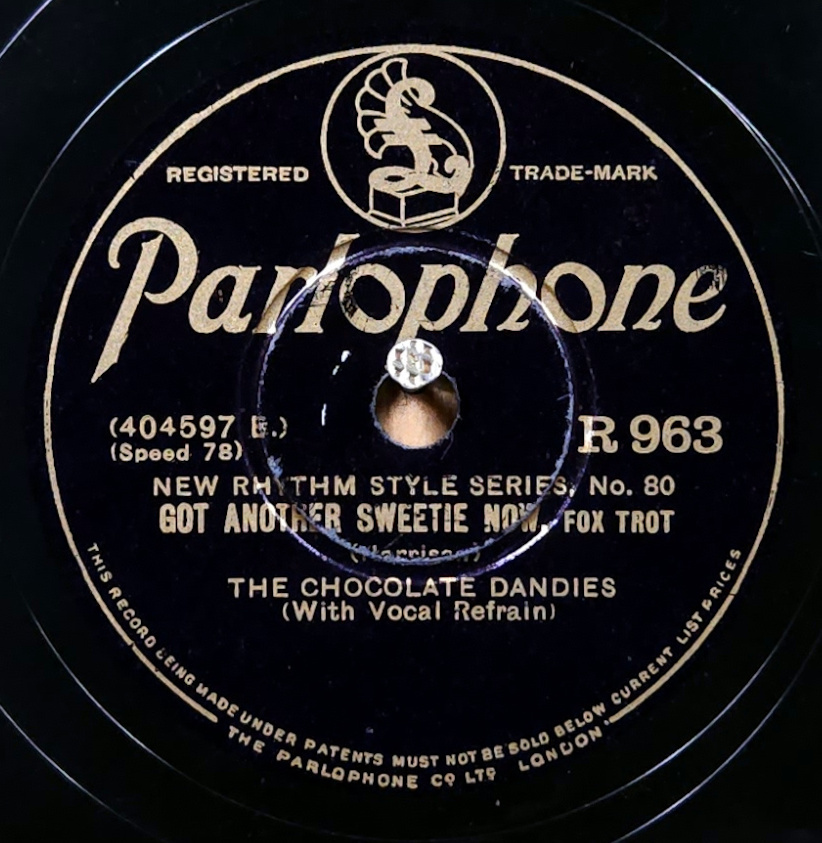 REGISTERED TRADE-MARK
Parlophone
(404597 E.)
(Speed 78)
R 963
NEW RHYTHM STYLE SERIES, No. 80
GOT ANOTHER SWEETIE NOW, FOX TROT
(Harrison)
THE CHOCOLATE DANDIES
(With Vocal Refrain)
THIS RECORD BEING MADE UNDER PATENTS MUST NOT BE SOLD BELOW CURRENT LIST PRICES
THE PARLOPHONE CO LTD LONDON